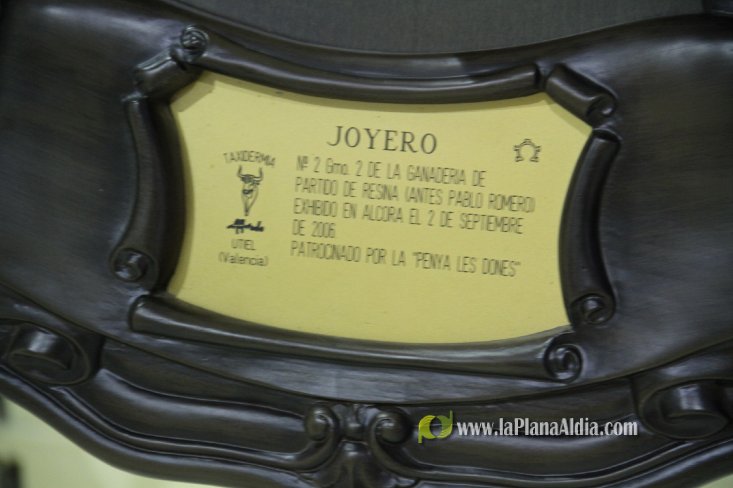 JOYERO
Nº 2 Gmo. 2 DE LA GANADERIA DE
PARTIDO DE RESINA (ANTES PABLO ROMERO)
EXHIBIDO EN ALCORA EL 2 DE SEPTIEMBRE
DE 2006.
PATROCINADO POR LA "PENYA LES DONES"
TAXIDERMIA
UTIEL
(Valencia)
www.laPlanaAldia.com